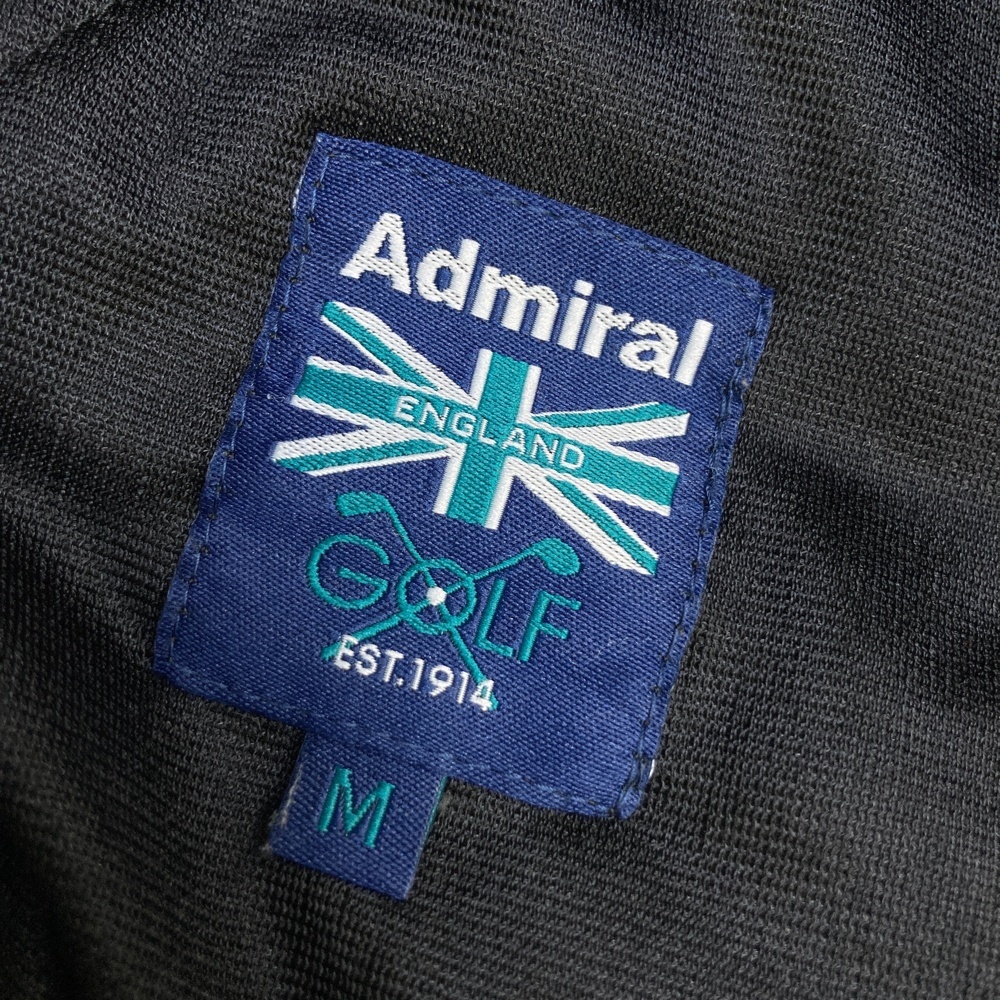 Admiral
ENGLAND
GOLF
EST.1914
M